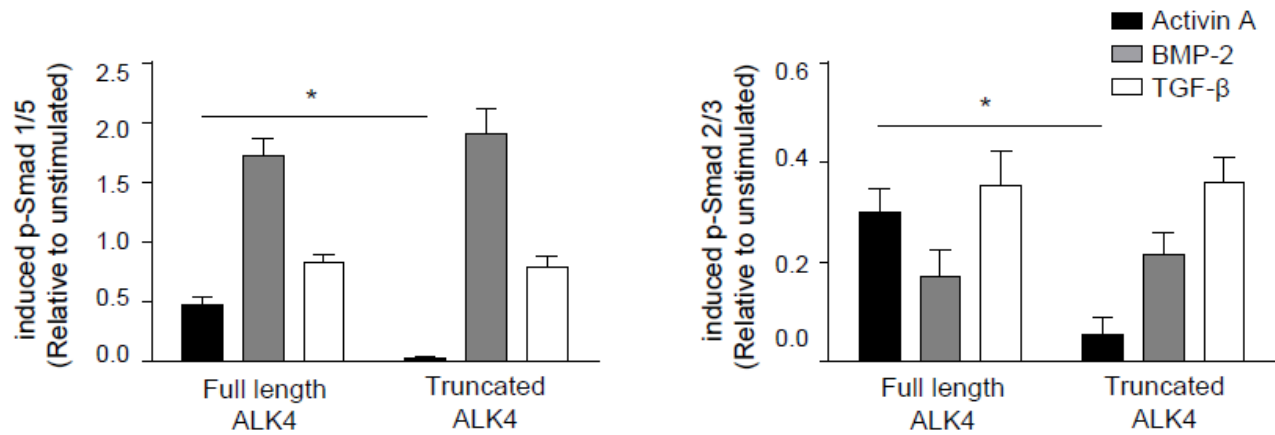 induced p-Smad 1/5
(Relative to unstimulated)
2.5
2.0
1.5
1.0
0.5
0.0
*
Full length
ALK4
Truncated
ALK4
induced p-Smad 2/3
(Relative to unstimulated)
0.6
0.4
0.2
0.0
*
Full length
ALK4
Truncated
ALK4
Activin A
BMP-2
TGF-β